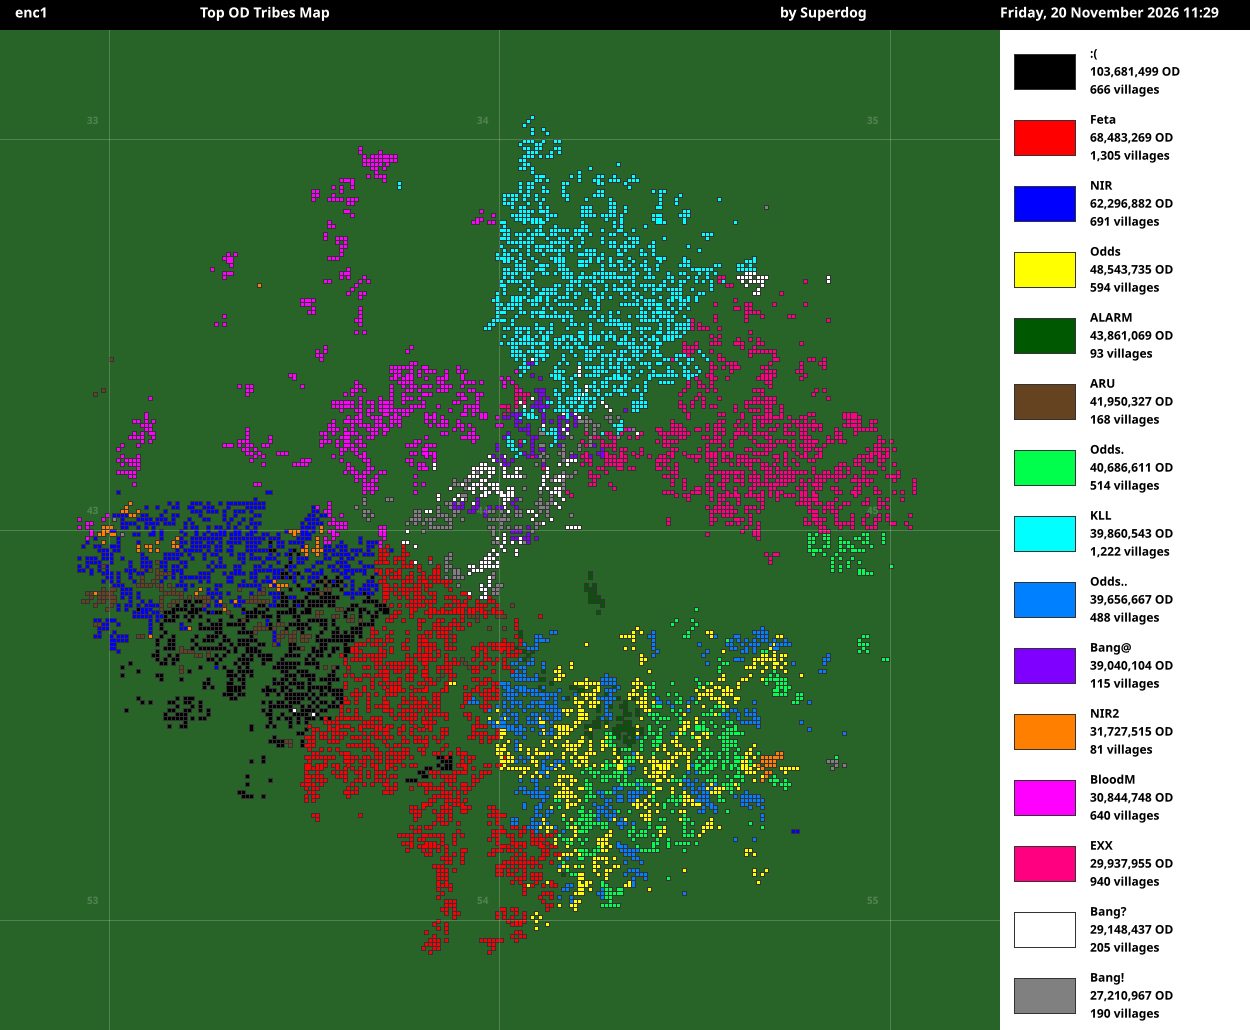 enc1 Top OD Tribes Map by Superdog Friday, 20 November 2026 11:29
33 34 35
43 44 45
53 54 55
:(
103,681,499 OD
666 villages
Feta
68,483,269 OD
1,305 villages
NIR
62,296,882 OD
691 villages
Odds
48,543,735 OD
594 villages
ALARM
43,861,069 OD
93 villages
ARU
41,950,327 OD
168 villages
Odds.
40,686,611 OD
514 villages
KLL
39,860,543 OD
1,222 villages
Odds..
39,656,667 OD
488 villages
Bang@
39,040,104 OD
115 villages
NIR2
31,727,515 OD
81 villages
BloodM
30,844,748 OD
640 villages
EXX
29,937,955 OD
940 villages
Bang?
29,148,437 OD
205 villages
Bang!
27,210,967 OD
190 villages